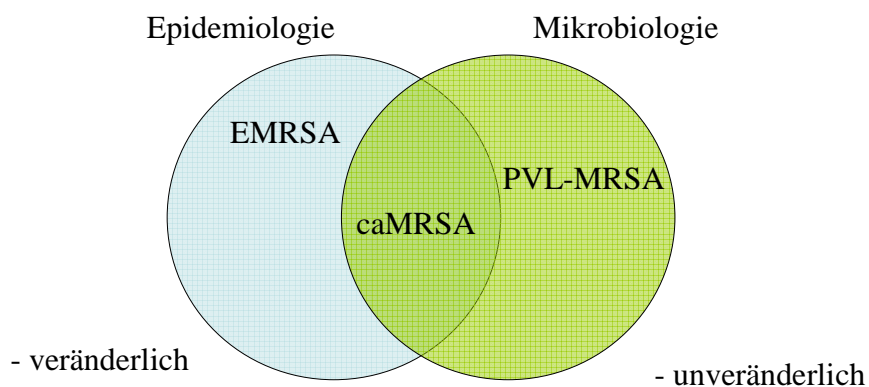 Epidemiologie
Mikrobiologie
EMRSA
PVL-MRSA
caMRSA
- veränderlich
- unveränderlich